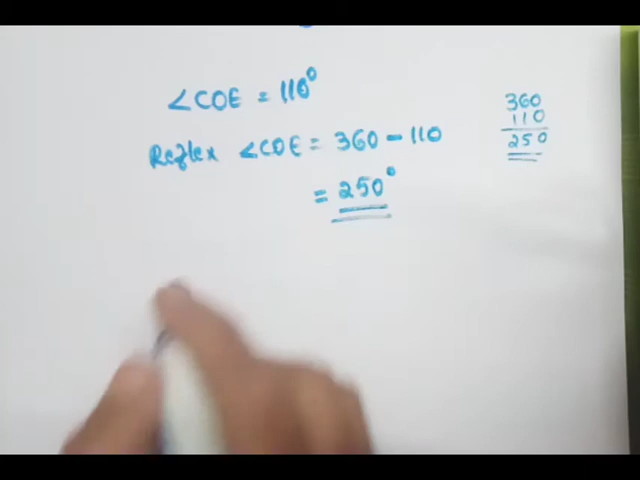 ∠COE = 110°
Reflex ∠COE = 360 - 110
= 250°
360
110
250